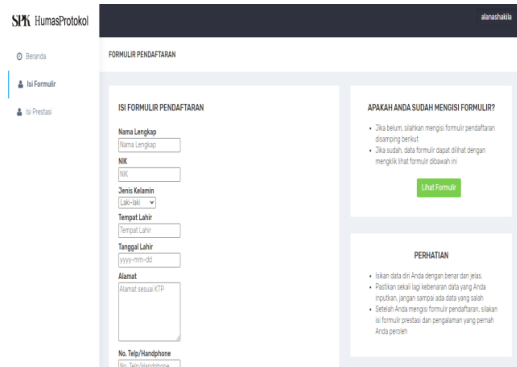 SPK HumasProtokol
alanashakila
Beranda
Isi Formulir
Isi Prestasi
FORMULIR PENDAFTARAN
ISI FORMULIR PENDAFTARAN
Nama Lengkap
Nama Lengkap
NIK
NIK
Jenis Kelamin
Laki-laki
Tempat Lahir
Tempat Lahir
Tanggal Lahir
yyyy-mm-dd
Alamat
Alamat sesuai KTP
No. Telp/Handphone
No. Telp/Handphone
APAKAH ANDA SUDAH MENGISI FORMULIR?
• Jika belum, silahkan mengisi formulir pendaftaran
disamping berikut
• Jika sudah, data formulir dapat dilihat dengan
mengklik lihat formulir dibawah ini
Lihat Formulir
PERHATIAN
• Isikan data diri Anda dengan benar dan jelas.
• Pastikan sekali lagi kebenaran data yang Anda
inputkan, jangan sampai ada data yang salah
• Setelah Anda mengisi formulir pendaftaran, silakan
isi formulir prestasi dan pengalaman yang pernah
Anda peroleh